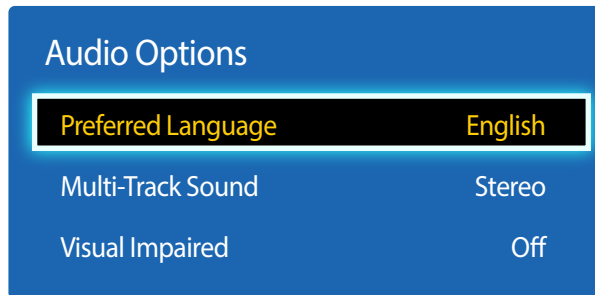 Audio Options
Preferred Language English
Multi-Track Sound Stereo
Visual Impaired Off